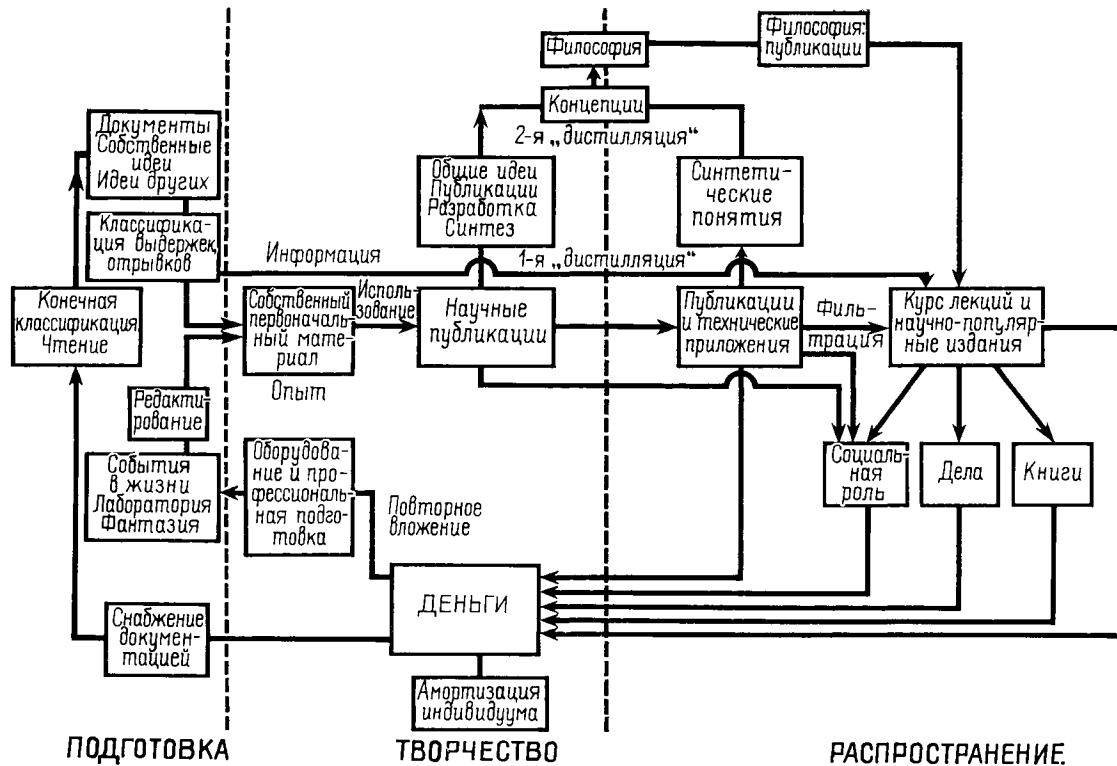 Философия
Философия:
публикации
Концепции
2-я „дистилляция“
Документы
Собственные
идеи
Идеи других
Общие идеи
Публикации
Разработка
Синтез
Синтети-
ческие
понятия
Классифика-
ция выдержек,
отрывков
Информация
1-я „дистилляция“
Конечная
классификация
Чтение
Собственный
первоначаль-
ный мате-
риал
Исполь-
зование
Научные
публикации
Публикации
и технические
приложения
Филь-
трация
Курс лекций и
научно-популяр-
ные издания
Опыт
Редакти-
рование
События
в жизни
Лаборатория
Фантазия
Оборудова-
ние и про-
фессиональ-
ная подго-
товка
Повторное
вложение
Социаль-
ная
роль
Дела
Книги
ДЕНЬГИ
Снабжение
докумен-
тацией
Амортизация
индивидуума
ПОДГОТОВКА
ТВОРЧЕСТВО
РАСПРОСТРАНЕНИЕ